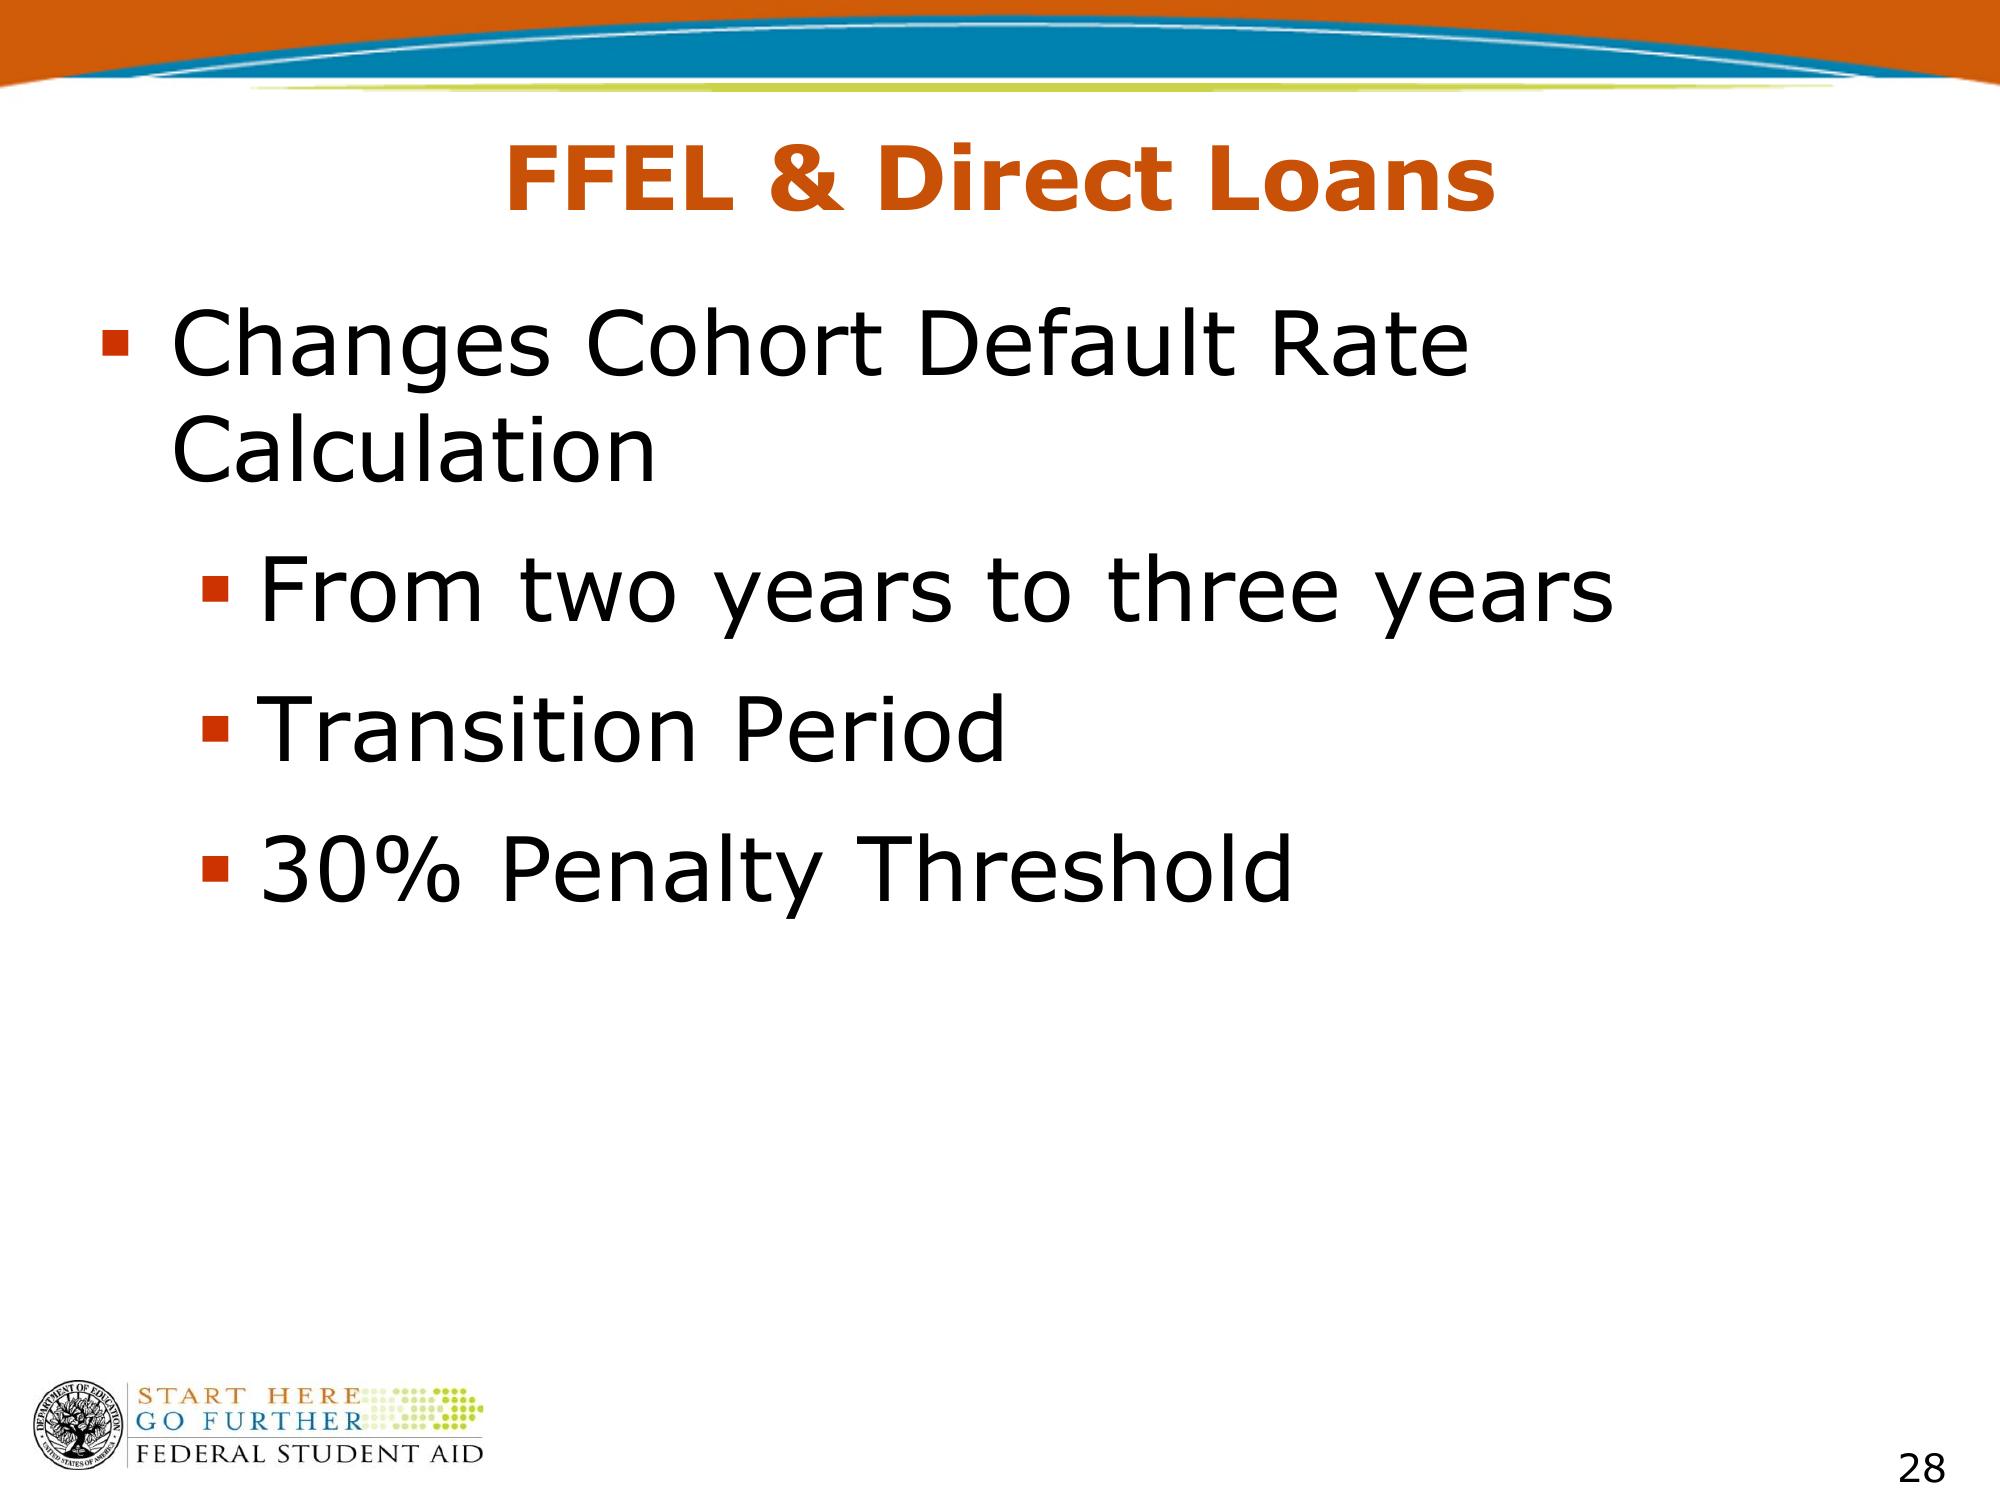 FFEL & Direct Loans
▪ Changes Cohort Default Rate
Calculation
▪ From two years to three years
▪ Transition Period
▪ 30% Penalty Threshold
DEPARTMENT OF EDUCATION
UNITED STATES OF AMERICA
START HERE
GO FURTHER
FEDERAL STUDENT AID
28